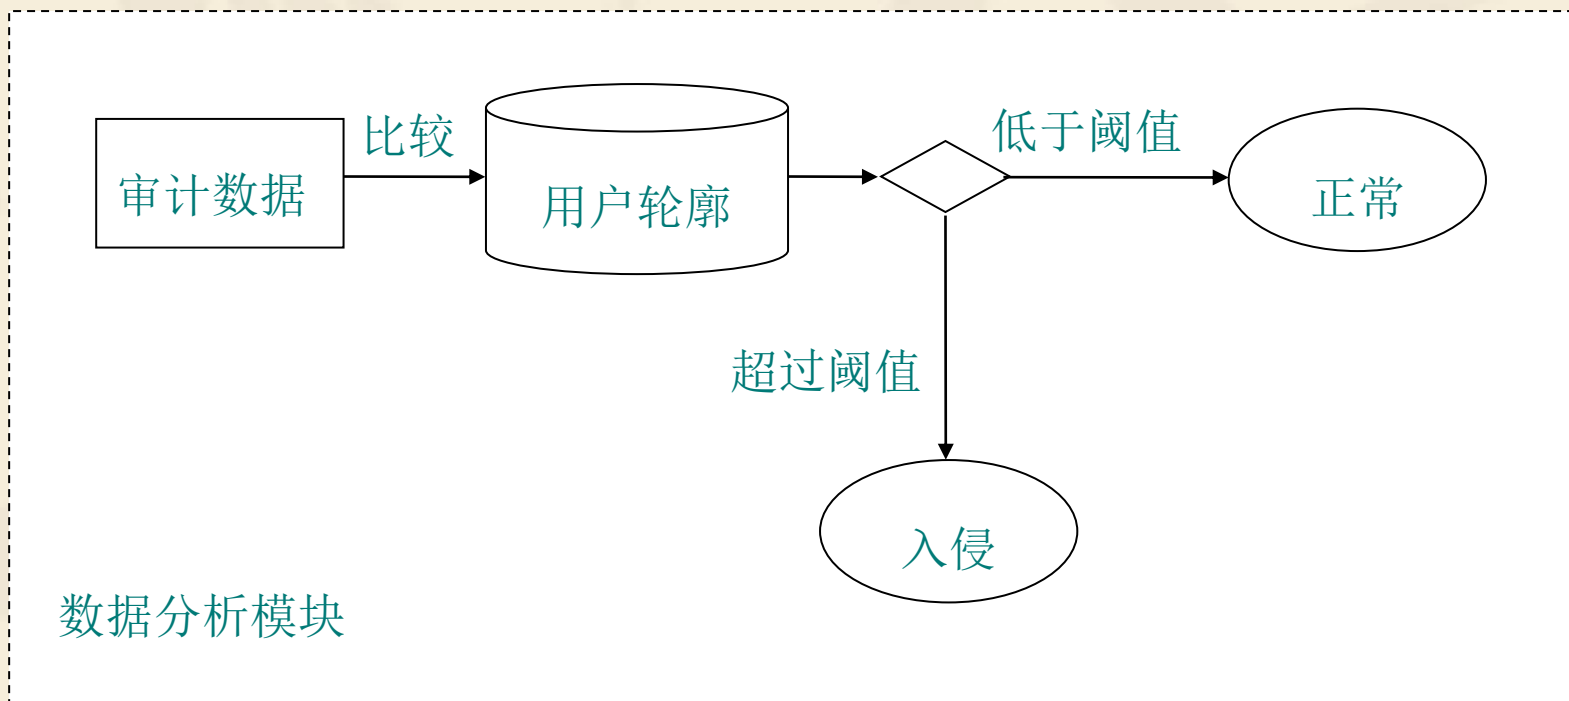 审计数据
比较
用户轮廓
低于阈值
正常
超过阈值
入侵
数据分析模块